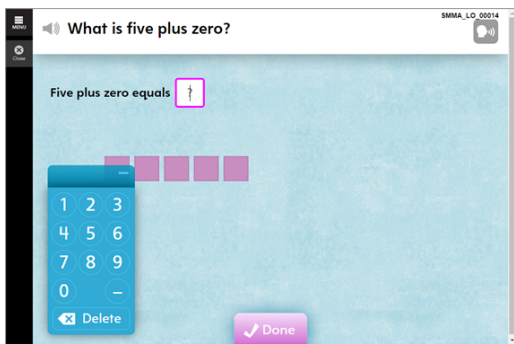 SMMA_LO_00014
MENU
What is five plus zero?
Close
Five plus zero equals ?
1 2 3
4 5 6
7 8 9
0 –
Delete
Done